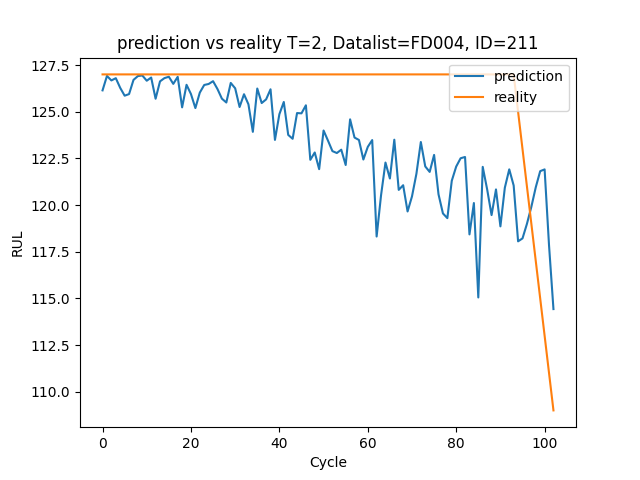 prediction vs reality T=2, Datalist=FD004, ID=211
prediction
reality
127.5
125.0
122.5
120.0
117.5
115.0
112.5
110.0
RUL
0 20 40 60 80 100
Cycle